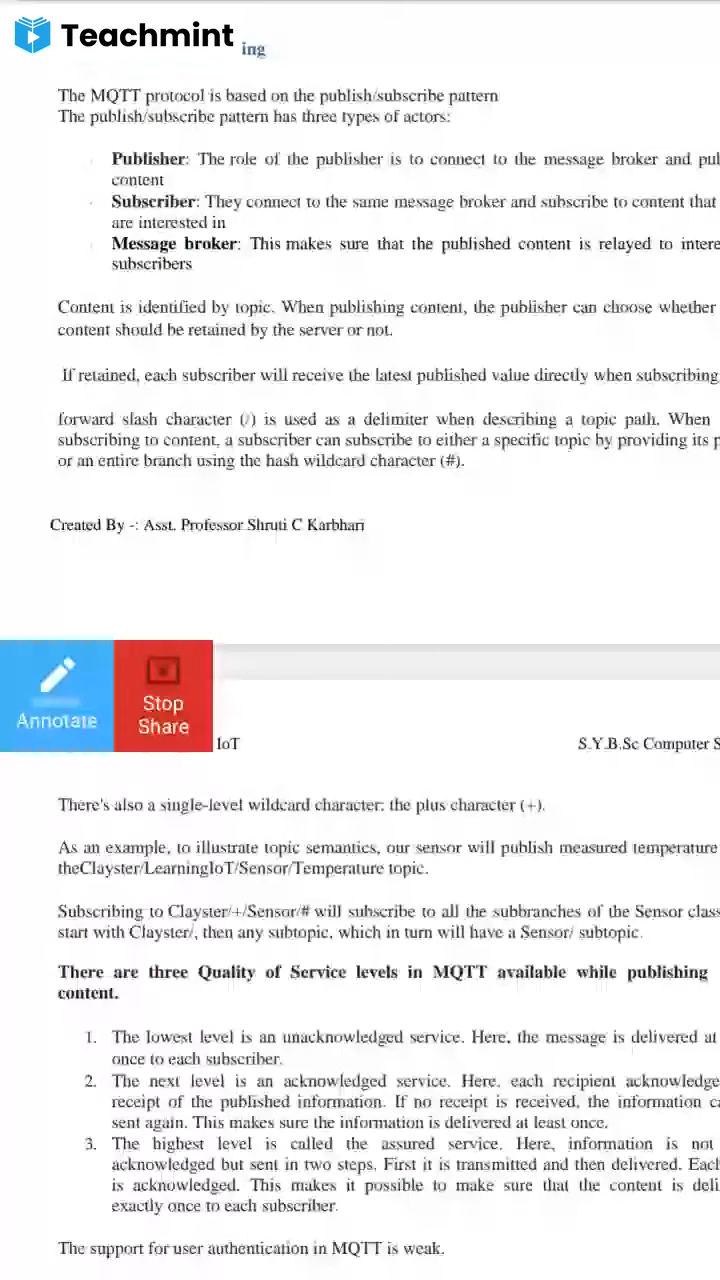 Teachmint
ing
The MQTT protocol is based on the publish/subscribe pattern
The publish/subscribe pattern has three types of actors:
Publisher: The role of the publisher is to connect to the message broker and pul
content
Subscriber: They connect to the same message broker and subscribe to content that
are interested in
Message broker: This makes sure that the published content is relayed to intere
subscribers
Content is identified by topic. When publishing content, the publisher can choose whether
content should be retained by the server or not.
If retained, each subscriber will receive the latest published value directly when subscribing
forward slash character (/) is used as a delimiter when describing a topic path. When
subscribing to content, a subscriber can subscribe to either a specific topic by providing its p
or an entire branch using the hash wildcard character (#).
Created By -: Asst. Professor Shruti C Karbhari
Annotate
Stop
Share
IoT
S.Y.B.Sc Computer S
There's also a single-level wildcard character: the plus character (+).
As an example, to illustrate topic semantics, our sensor will publish measured temperature
theClayster/LearningIoT/Sensor/Temperature topic.
Subscribing to Clayster/+/Sensor/# will subscribe to all the subbranches of the Sensor class
start with Clayster/, then any subtopic, which in turn will have a Sensor/ subtopic.
There are three Quality of Service levels in MQTT available while publishing
content.
1. The lowest level is an unacknowledged service. Here, the message is delivered at
once to each subscriber.
2. The next level is an acknowledged service. Here, each recipient acknowledge
receipt of the published information. If no receipt is received, the information ca
sent again. This makes sure the information is delivered at least once.
3. The highest level is called the assured service. Here, information is not
acknowledged but sent in two steps. First it is transmitted and then delivered. Each
is acknowledged. This makes it possible to make sure that the content is deli
exactly once to each subscriber.
The support for user authentication in MQTT is weak.